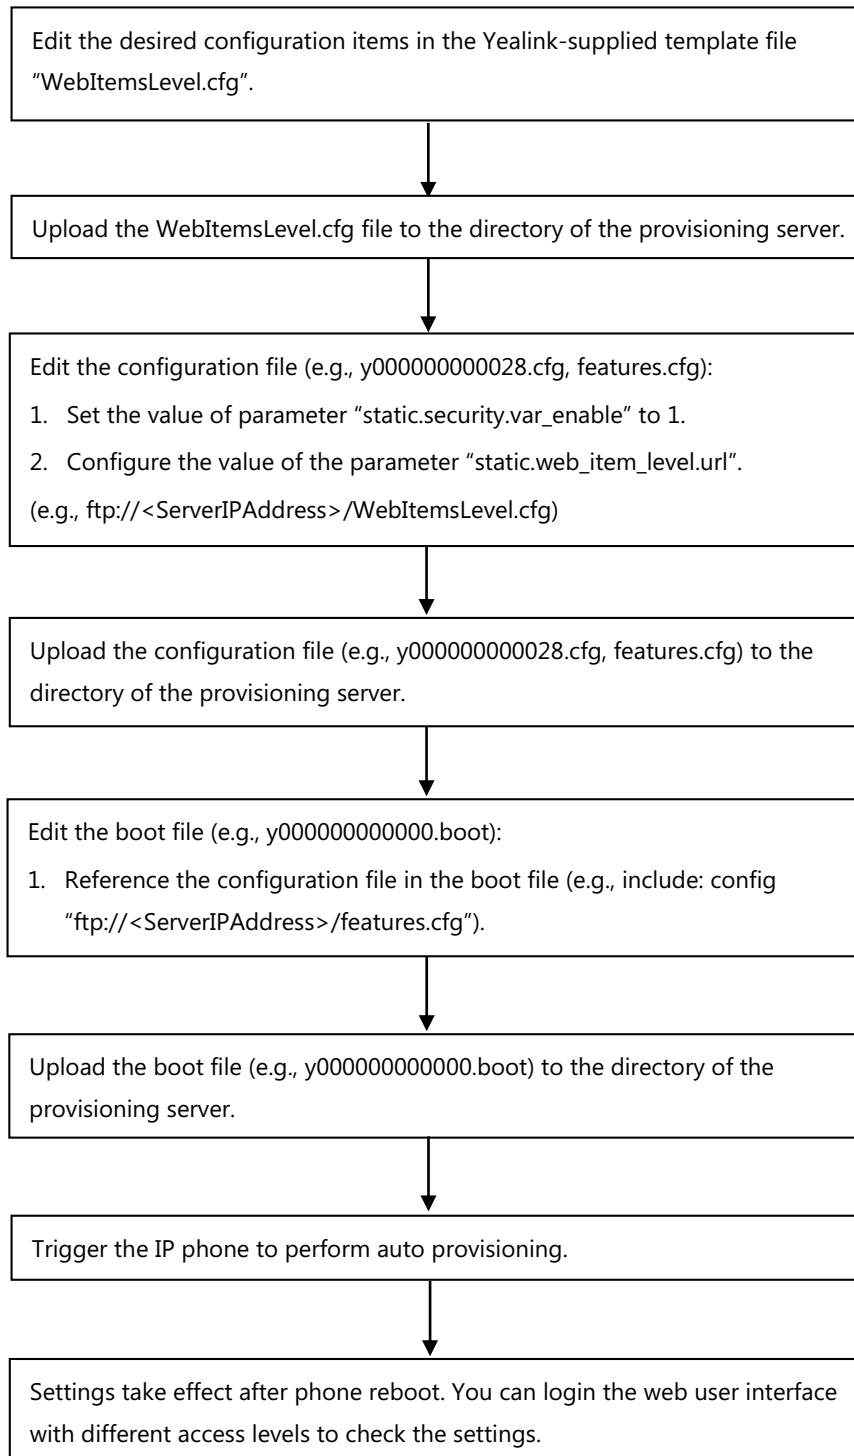 Edit the desired configuration items in the Yealink-supplied template file
“WebItemsLevel.cfg”.
Upload the WebItemsLevel.cfg file to the directory of the provisioning server.
Edit the configuration file (e.g., y000000000028.cfg, features.cfg):
1. Set the value of parameter “static.security.var_enable” to 1.
2. Configure the value of the parameter “static.web_item_level.url”.
(e.g., ftp://<ServerIPAddress>/WebItemsLevel.cfg)
Upload the configuration file (e.g., y000000000028.cfg, features.cfg) to the
directory of the provisioning server.
Edit the boot file (e.g., y000000000000.boot):
1. Reference the configuration file in the boot file (e.g., include: config
“ftp://<ServerIPAddress>/features.cfg”).
Upload the boot file (e.g., y000000000000.boot) to the directory of the
provisioning server.
Trigger the IP phone to perform auto provisioning.
Settings take effect after phone reboot. You can login the web user interface
with different access levels to check the settings.